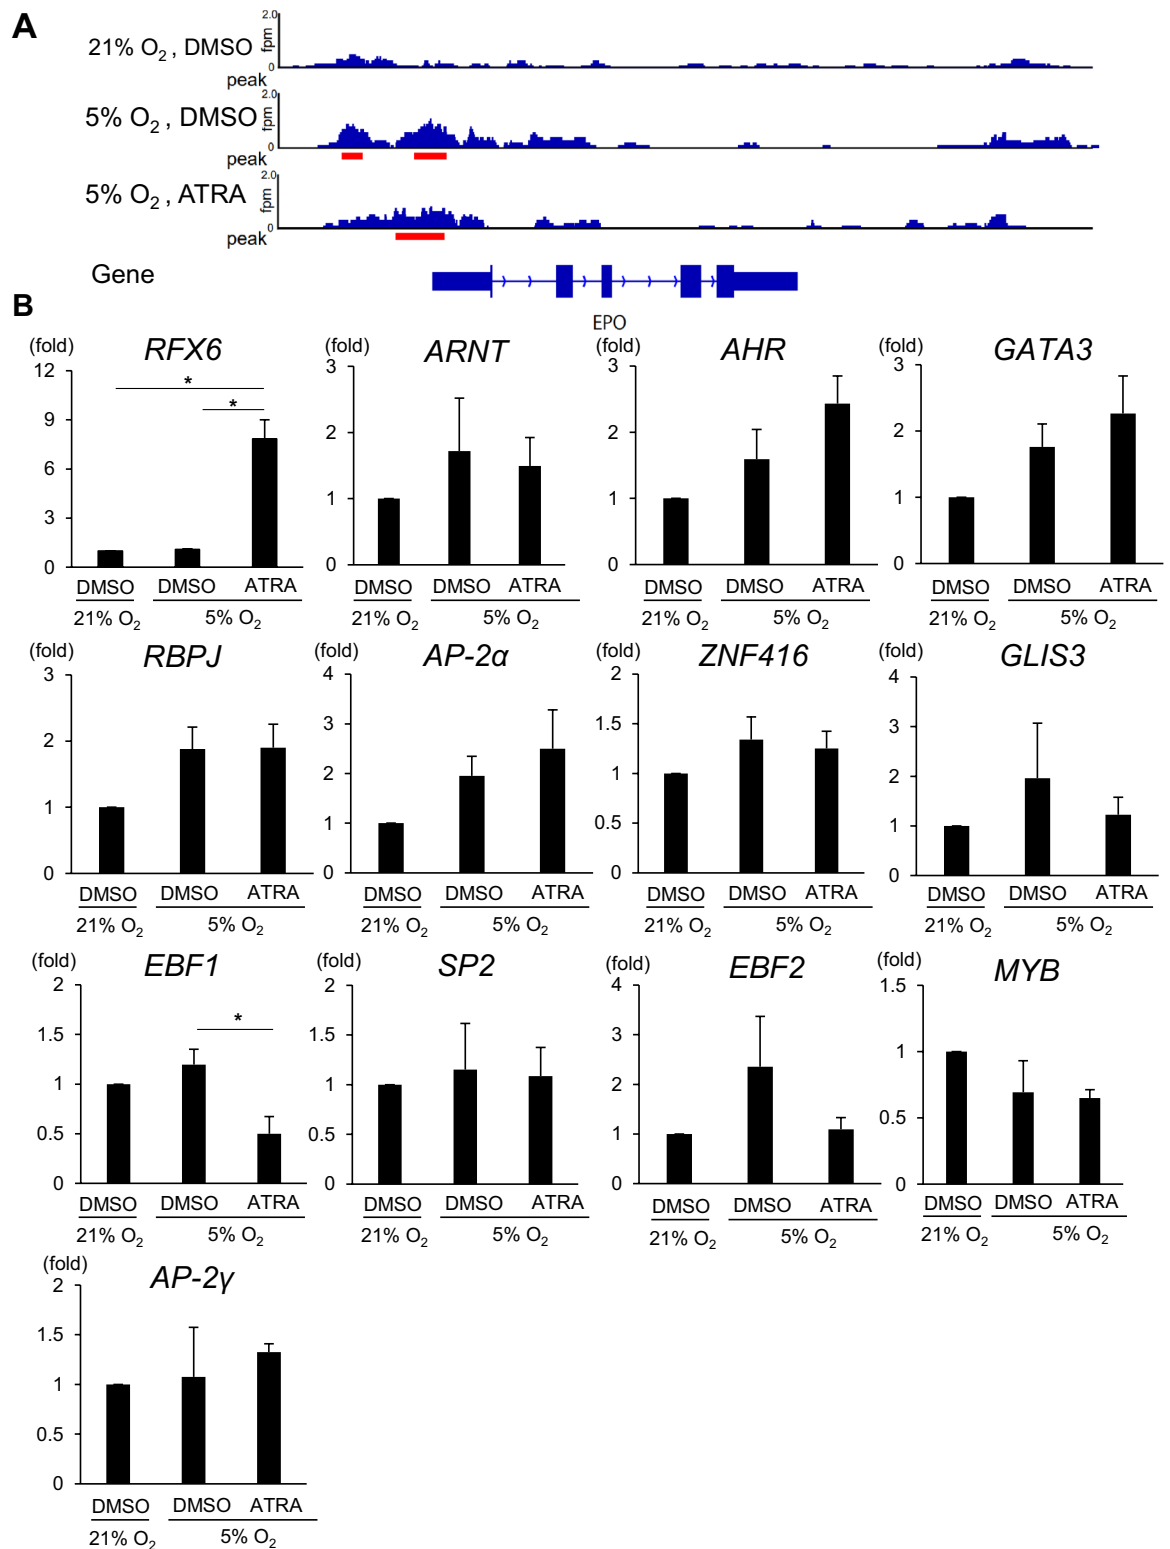 A
21% O2 , DMSO
2.0
fpm
0
peak
5% O2 , DMSO
2.0
fpm
0
peak
5% O2 , ATRA
2.0
fpm
0
peak
Gene
EPO
B
(fold) RFX6
12
9
6
3
0
* *
DMSO DMSO ATRA
21% O2 5% O2
(fold) ARNT
3
2
1
0
DMSO DMSO ATRA
21% O2 5% O2
(fold) AHR
3
2
1
0
DMSO DMSO ATRA
21% O2 5% O2
(fold) GATA3
3
2
1
0
DMSO DMSO ATRA
21% O2 5% O2
(fold) RBPJ
3
2
1
0
DMSO DMSO ATRA
21% O2 5% O2
(fold) AP-2α
4
3
2
1
0
DMSO DMSO ATRA
21% O2 5% O2
(fold) ZNF416
2
1.5
1
0.5
0
DMSO DMSO ATRA
21% O2 5% O2
(fold) GLIS3
4
3
2
1
0
DMSO DMSO ATRA
21% O2 5% O2
(fold) EBF1
2
1.5
1
0.5
0
*
DMSO DMSO ATRA
21% O2 5% O2
(fold) SP2
2
1.5
1
0.5
0
DMSO DMSO ATRA
21% O2 5% O2
(fold) EBF2
4
3
2
1
0
DMSO DMSO ATRA
21% O2 5% O2
(fold) MYB
1.5
1
0.5
0
DMSO DMSO ATRA
21% O2 5% O2
(fold) AP-2γ
2
1.5
1
0.5
0
DMSO DMSO ATRA
21% O2 5% O2